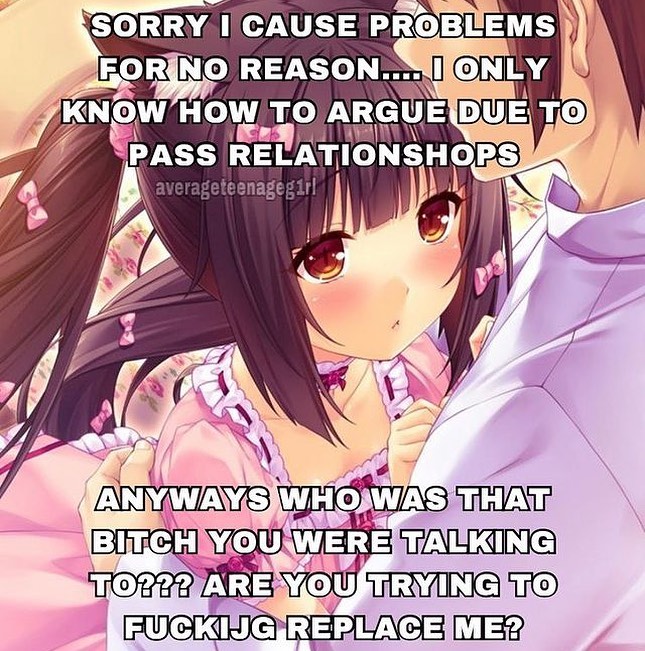 SORRY I CAUSE PROBLEMS
FOR NO REASON.... I ONLY
KNOW HOW TO ARGUE DUE TO
PASS RELATIONSHOPS
averageteenageg1rl
ANYWAYS WHO WAS THAT
BITCH YOU WERE TALKING
TO??? ARE YOU TRYING TO
FUCKIJG REPLACE ME?